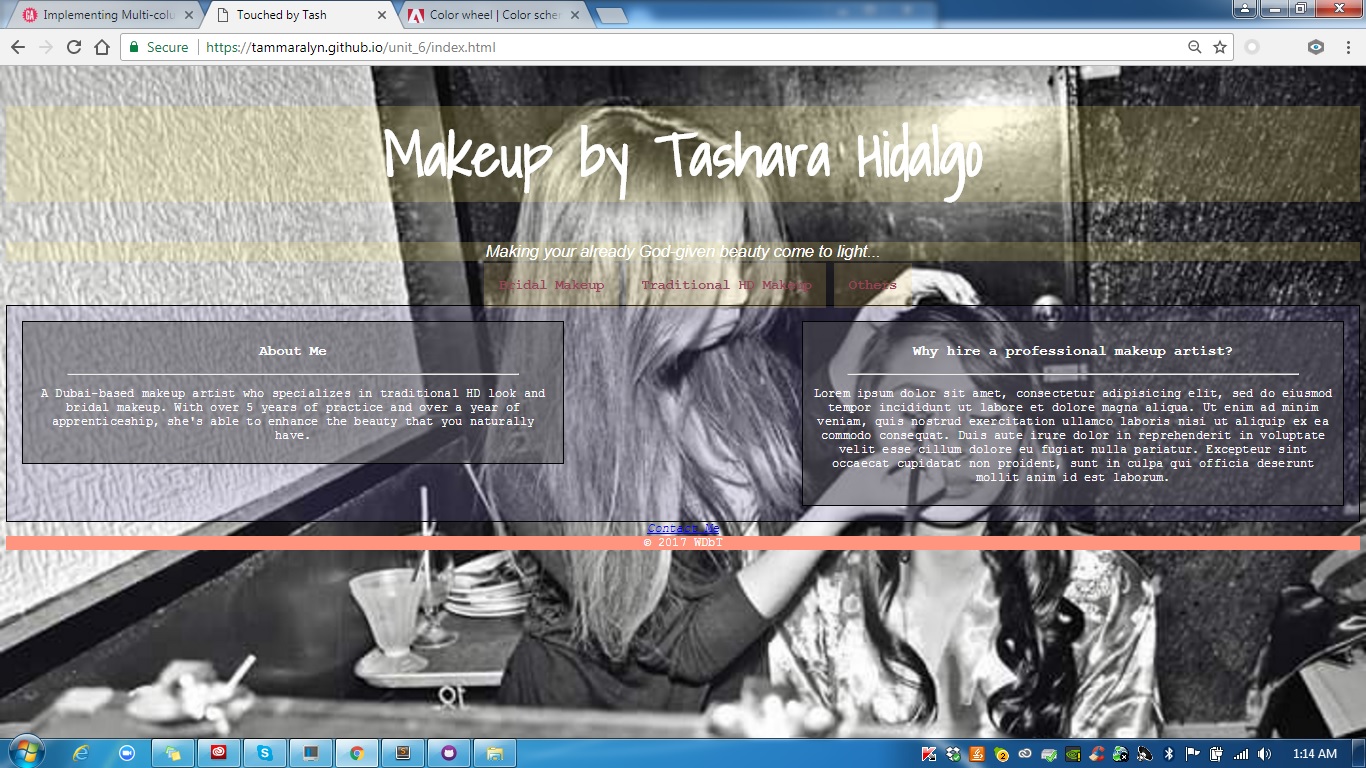 Implementing Multi-colu
Touched by Tash
Color wheel | Color scher
Secure
https://tammaralyn.github.io/unit_6/index.html
Makeup by Tashara Hidalgo
Making your already God-given beauty come to light...
Bridal Makeup Traditional HD Makeup Others
About Me
A Dubai-based makeup artist who specializes in traditional HD look and
bridal makeup. With over 5 years of practice and over a year of
apprenticeship, she's able to enhance the beauty that you naturally
have.
Why hire a professional makeup artist?
Lorem ipsum dolor sit amet, consectetur adipisicing elit, sed do eiusmod
tempor incididunt ut labore et dolore magna aliqua. Ut enim ad minim
veniam, quis nostrud exercitation ullamco laboris nisi ut aliquip ex ea
commodo consequat. Duis aute irure dolor in reprehenderit in voluptate
velit esse cillum dolore eu fugiat nulla pariatur. Excepteur sint
occaecat cupidatat non proident, sunt in culpa qui officia deserunt
mollit anim id est laborum.
Contact Me
© 2017 WDbT
1:14 AM